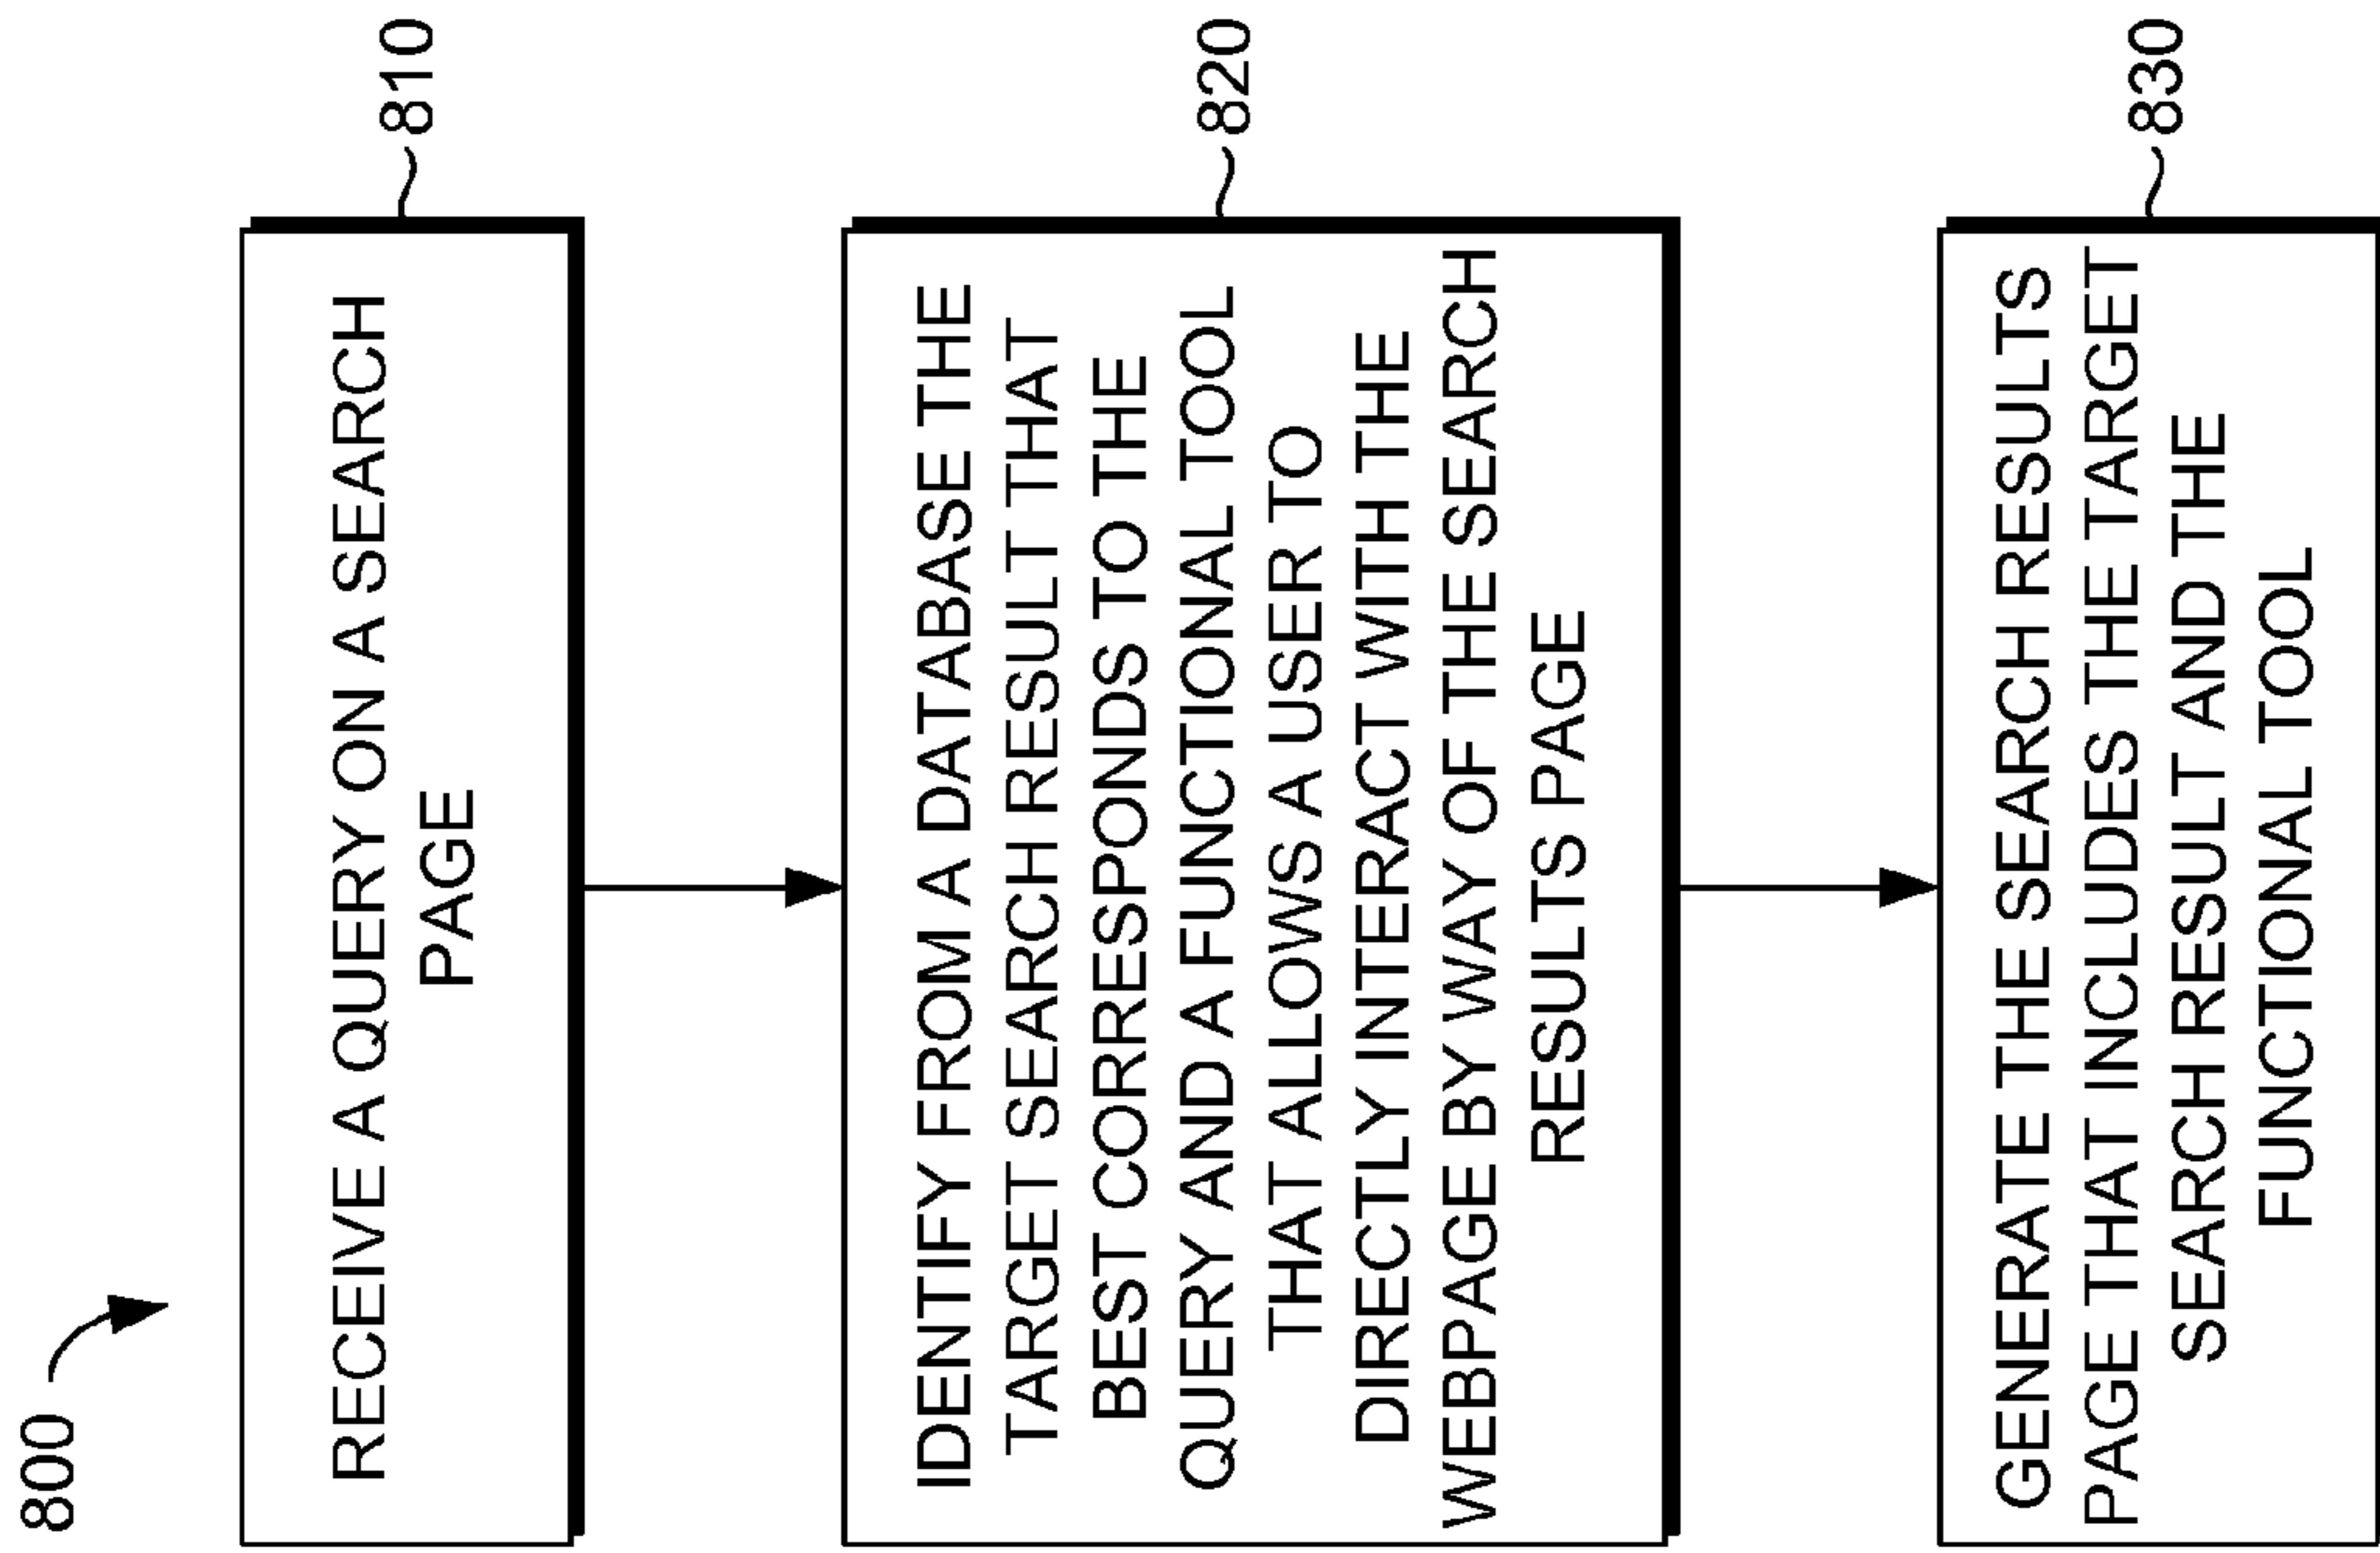 800
RECEIVE A QUERY ON A SEARCH
PAGE
810
IDENTIFY FROM A DATABASE THE
TARGET SEARCH RESULT THAT
BEST CORRESPONDS TO THE
QUERY AND A FUNCTIONAL TOOL
THAT ALLOWS A USER TO
DIRECTLY INTERACT WITH THE
WEBPAGE BY WAY OF THE SEARCH
RESULTS PAGE
820
GENERATE THE SEARCH RESULTS
PAGE THAT INCLUDES THE TARGET
SEARCH RESULT AND THE
FUNCTIONAL TOOL
830